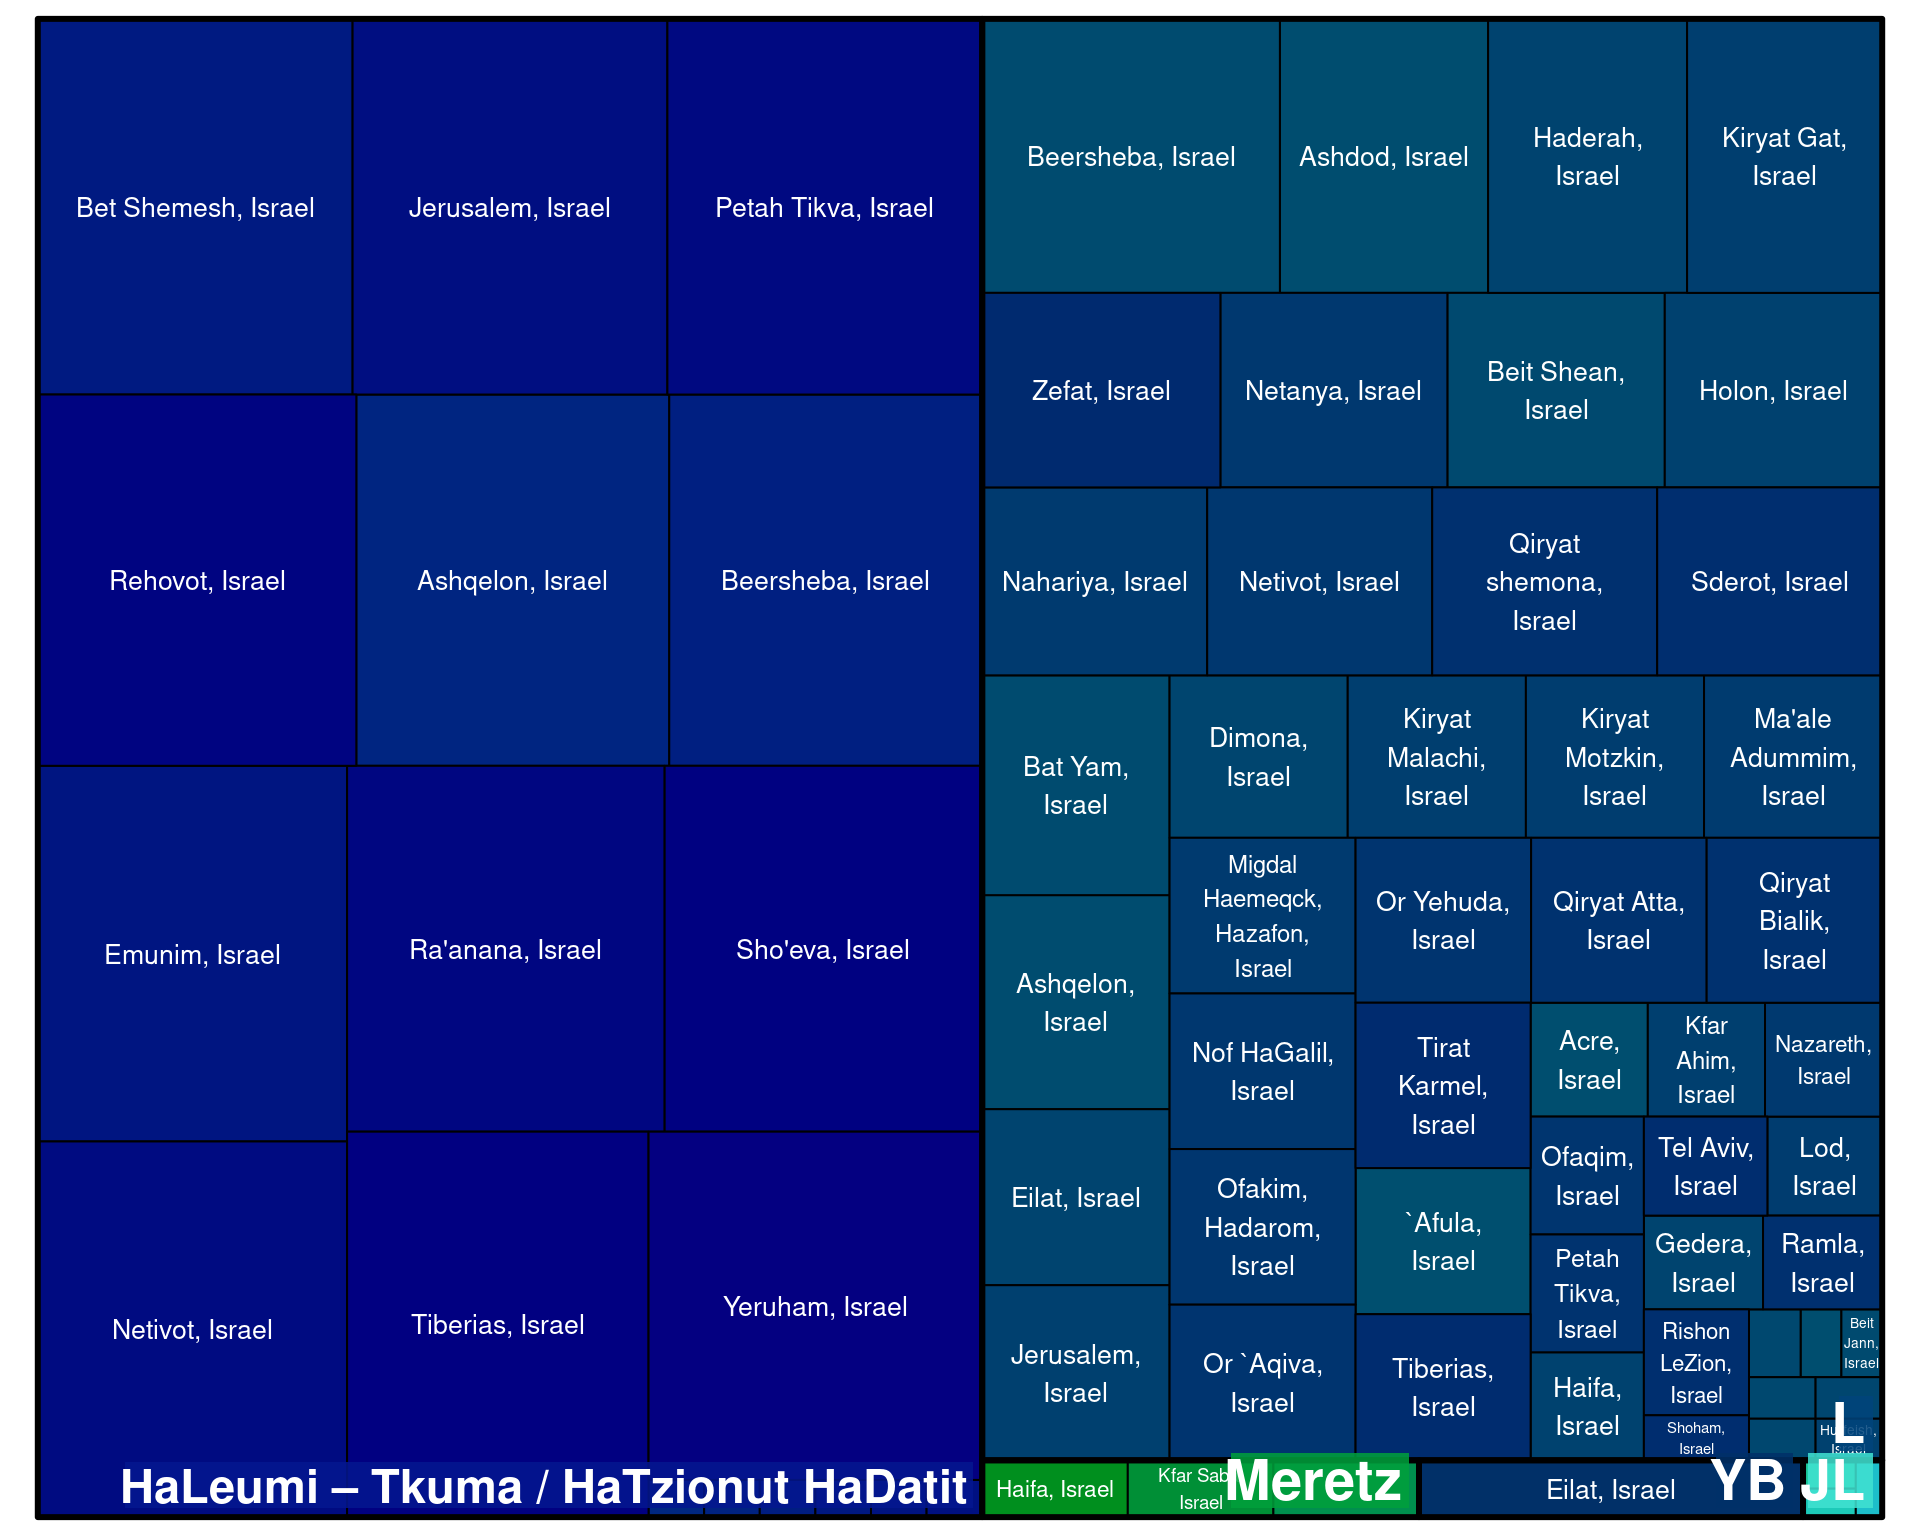 Bet Shemesh, Israel
Jerusalem, Israel
Petah Tikva, Israel
Rehovot, Israel
Ashqelon, Israel
Beersheba, Israel
Emunim, Israel
Ra'anana, Israel
Sho'eva, Israel
Netivot, Israel
Tiberias, Israel
Yeruham, Israel
HaLeumi – Tkuma / HaTzionut HaDatit
Beersheba, Israel
Ashdod, Israel
Haderah,
Israel
Kiryat Gat,
Israel
Zefat, Israel
Netanya, Israel
Beit Shean,
Israel
Holon, Israel
Nahariya, Israel
Netivot, Israel
Qiryat
shemona,
Israel
Sderot, Israel
Bat Yam,
Israel
Dimona,
Israel
Kiryat
Malachi,
Israel
Kiryat
Motzkin,
Israel
Ma'ale
Adummim,
Israel
Ashqelon,
Israel
Migdal
Haemeqck,
Hazafon,
Israel
Or Yehuda,
Israel
Qiryat Atta,
Israel
Qiryat
Bialik,
Israel
Eilat, Israel
Nof HaGalil,
Israel
Tirat
Karmel,
Israel
Acre,
Israel
Kfar
Ahim,
Israel
Nazareth,
Israel
Jerusalem,
Israel
Ofakim,
Hadarom,
Israel
`Afula,
Israel
Ofaqim,
Israel
Tel Aviv,
Israel
Lod,
Israel
Or `Aqiva,
Israel
Tiberias,
Israel
Petah
Tikva,
Israel
Gedera,
Israel
Ramla,
Israel
Haifa,
Israel
Rishon
LeZion,
Israel
Beit
Jann,
Israel
Shoham,
Israel
L
Haifa, Israel
Kfar
Israel
Meretz
Eilat, Israel
YB
JL